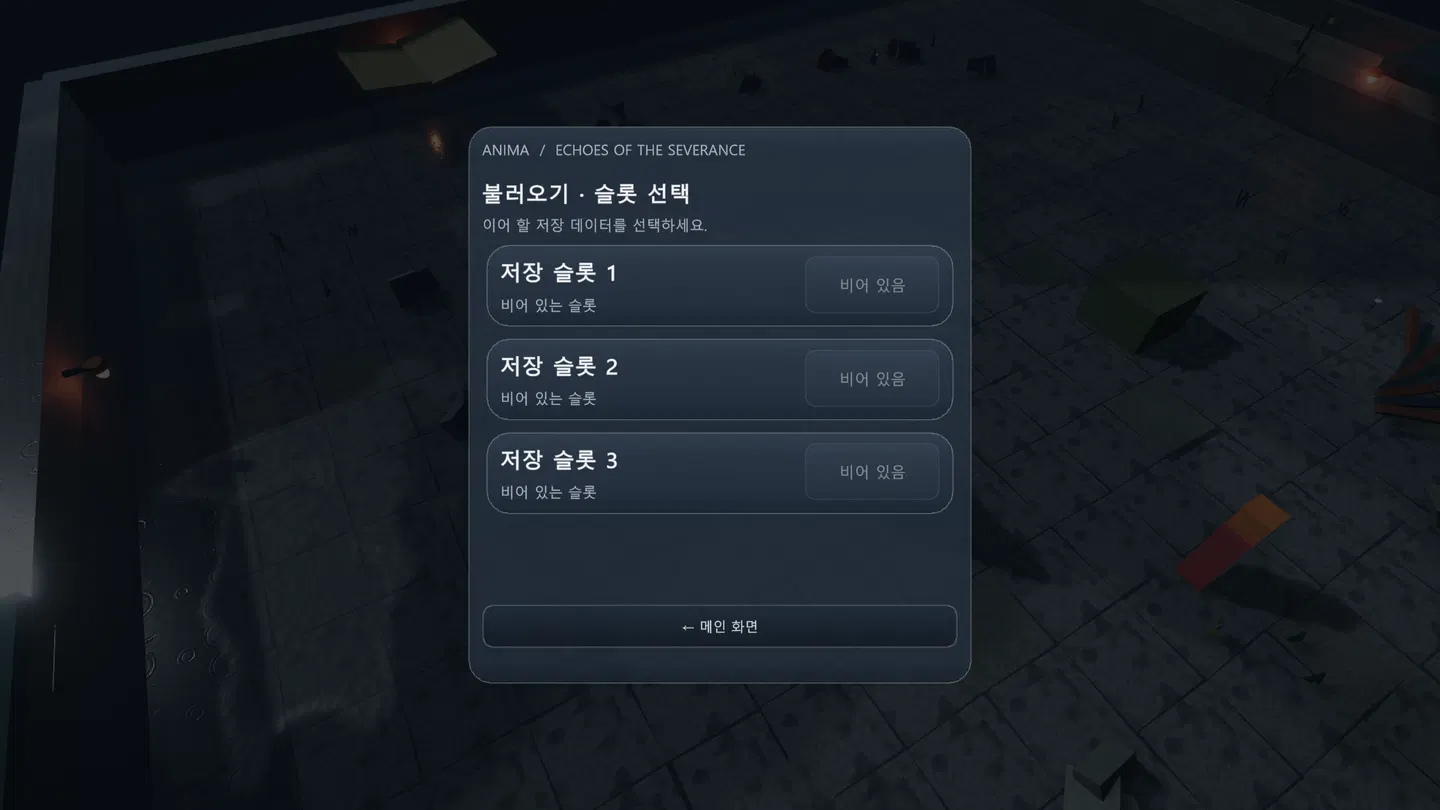 ANIMA / ECHOES OF THE SEVERANCE
불러오기 · 슬롯 선택
이어 할 저장 데이터를 선택하세요.
저장 슬롯 1
비어 있는 슬롯
비어 있음
저장 슬롯 2
비어 있는 슬롯
비어 있음
저장 슬롯 3
비어 있는 슬롯
비어 있음
← 메인 화면